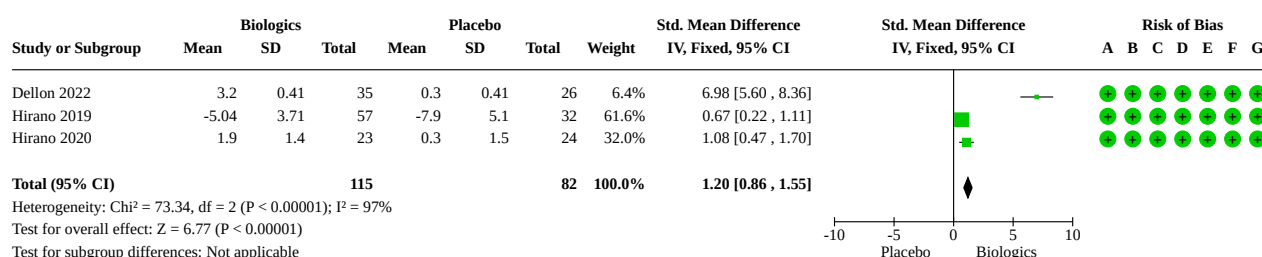 Biologics Placebo Std. Mean Difference Std. Mean Difference Risk of Bias
Study or Subgroup Mean SD Total Mean SD Total Weight IV, Fixed, 95% CI IV, Fixed, 95% CI A B C D E F G
Dellon 2022 3.2 0.41 35 0.3 0.41 26 6.4% 6.98 [5.60 , 8.36] + + + + + + +
Hirano 2019 -5.04 3.71 57 -7.9 5.1 32 61.6% 0.67 [0.22 , 1.11] + + + + + + +
Hirano 2020 1.9 1.4 23 0.3 1.5 24 32.0% 1.08 [0.47 , 1.70] + + + + + + +
Total (95% CI) 115 82 100.0% 1.20 [0.86 , 1.55]
Heterogeneity: Chi² = 73.34, df = 2 (P < 0.00001); I² = 97%
Test for overall effect: Z = 6.77 (P < 0.00001)
-10 -5 0 5 10
Test for subgroup differences: Not applicable Placebo Biologics